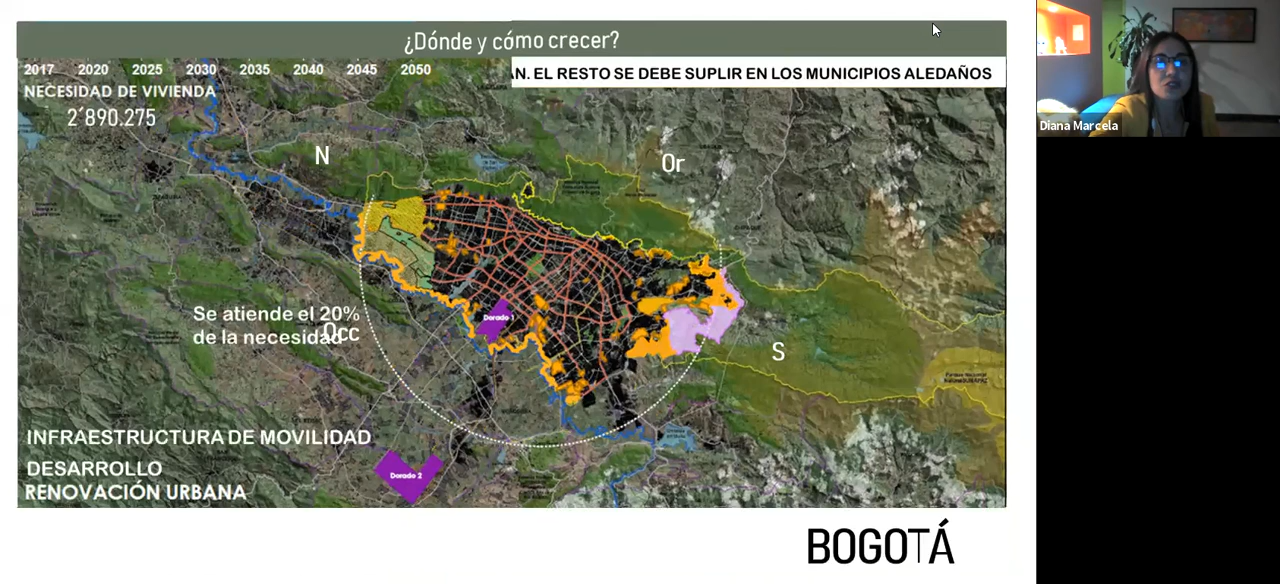 ¿Dónde y cómo crecer?
2017 2020 2025 2030 2035 2040 2045 2050
AN. EL RESTO SE DEBE SUPLIR EN LOS MUNICIPIOS ALEDAÑOS
NECESIDAD DE VIVIENDA
2´890.275
N
Or
Se atiende el 20%
de la necesidad
Occ
Dorado 1
S
INFRAESTRUCTURA DE MOVILIDAD
Dorado 2
DESARROLLO
RENOVACIÓN URBANA
BOGOTÁ
Diana Marcela